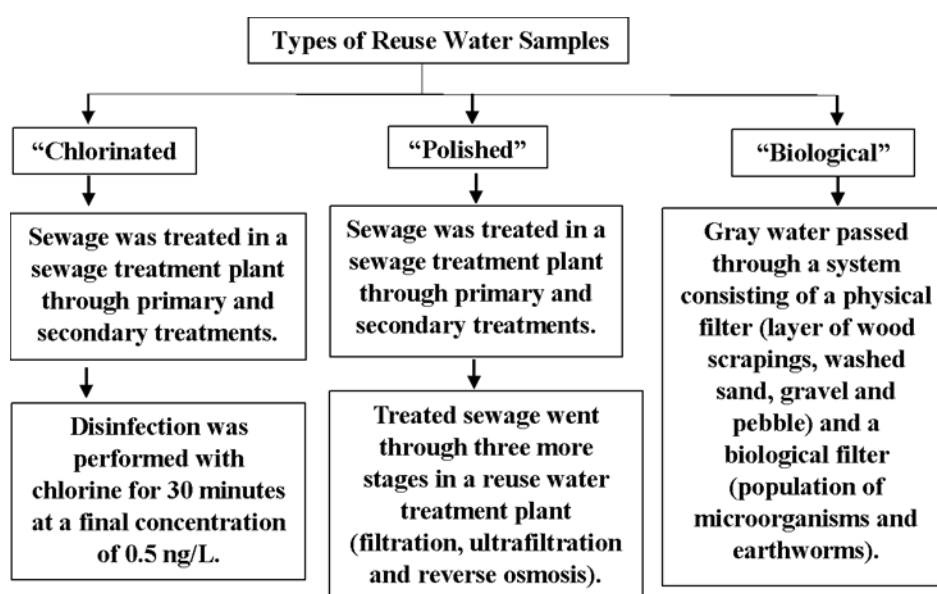 Types of Reuse Water Samples
“Chlorinated
“Polished”
“Biological”
Sewage was treated in a
sewage treatment plant
through primary and
secondary treatments.
Sewage was treated in a
sewage treatment plant
through primary and
secondary treatments.
Gray water passed
through a system
consisting of a physical
filter (layer of wood
scrapings, washed
sand, gravel and
pebble) and a
biological filter
(population of
microorganisms and
earthworms).
Disinfection was
performed with
chlorine for 30 minutes
at a final concentration
of 0.5 ng/L.
Treated sewage went
through three more
stages in a reuse water
treatment plant
(filtration, ultrafiltration
and reverse osmosis).